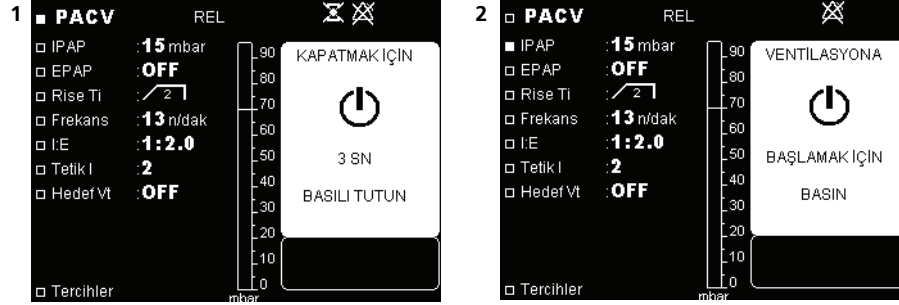 1
PACV REL
IPAP :15 mbar
EPAP :OFF
Rise Ti : 2
Frekans :13 n/dak
I:E :1:2.0
Tetik I :2
Hedef Vt :OFF
Tercihler
90
80
70
60
50
40
30
20
10
0
mbar
KAPATMAK İÇİN
3 SN
BASILI TUTUN
2
PACV REL
IPAP :15 mbar
EPAP :OFF
Rise Ti : 2
Frekans :13 n/dak
I:E :1:2.0
Tetik I :2
Hedef Vt :OFF
Tercihler
90
80
70
60
50
40
30
20
10
0
mbar
VENTİLASYONA
BAŞLAMAK İÇİN
BASIN